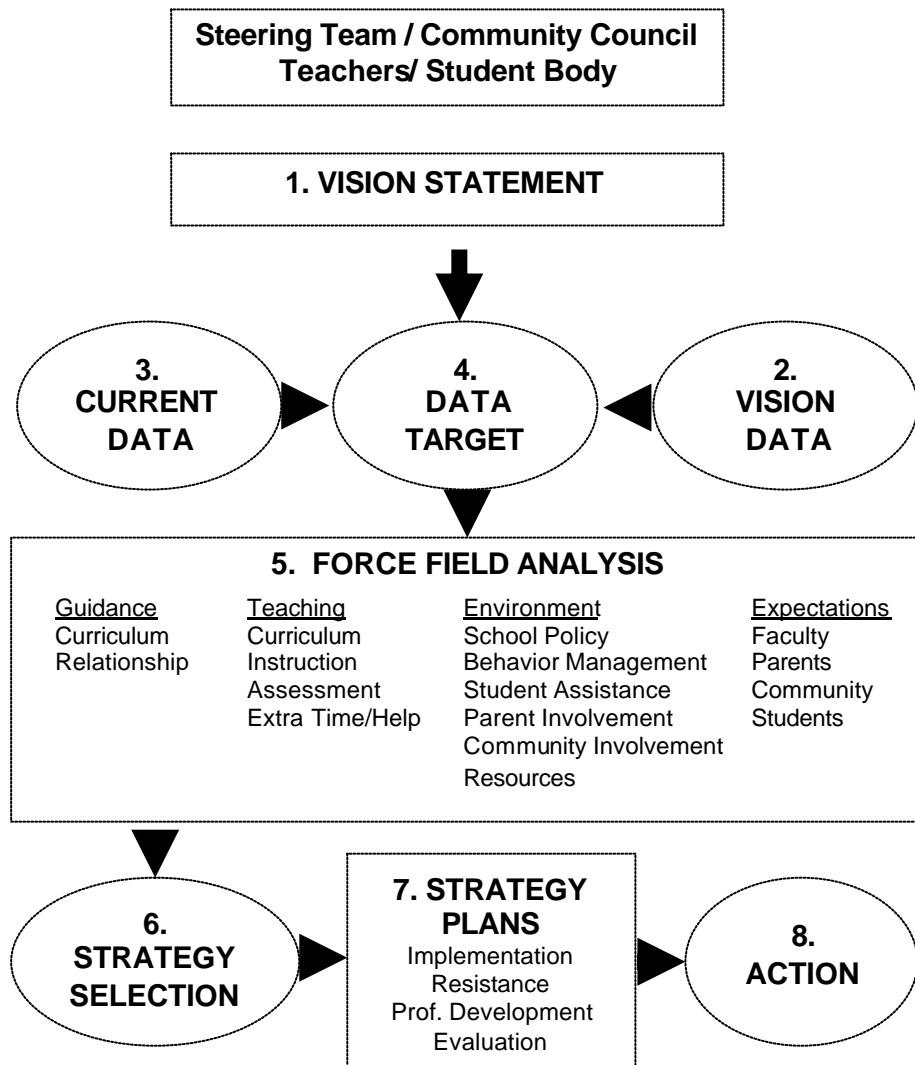 Steering Team / Community Council
Teachers/ Student Body
1. VISION STATEMENT
3.
CURRENT
DATA
4.
DATA
TARGET
2.
VISION
DATA
5. FORCE FIELD ANALYSIS
Guidance
Curriculum
Relationship
Teaching
Curriculum
Instruction
Assessment
Extra Time/Help
Environment
School Policy
Behavior Management
Student Assistance
Parent Involvement
Community Involvement
Resources
Expectations
Faculty
Parents
Community
Students
6.
STRATEGY
SELECTION
7. STRATEGY
PLANS
Implementation
Resistance
Prof. Development
Evaluation
8.
ACTION